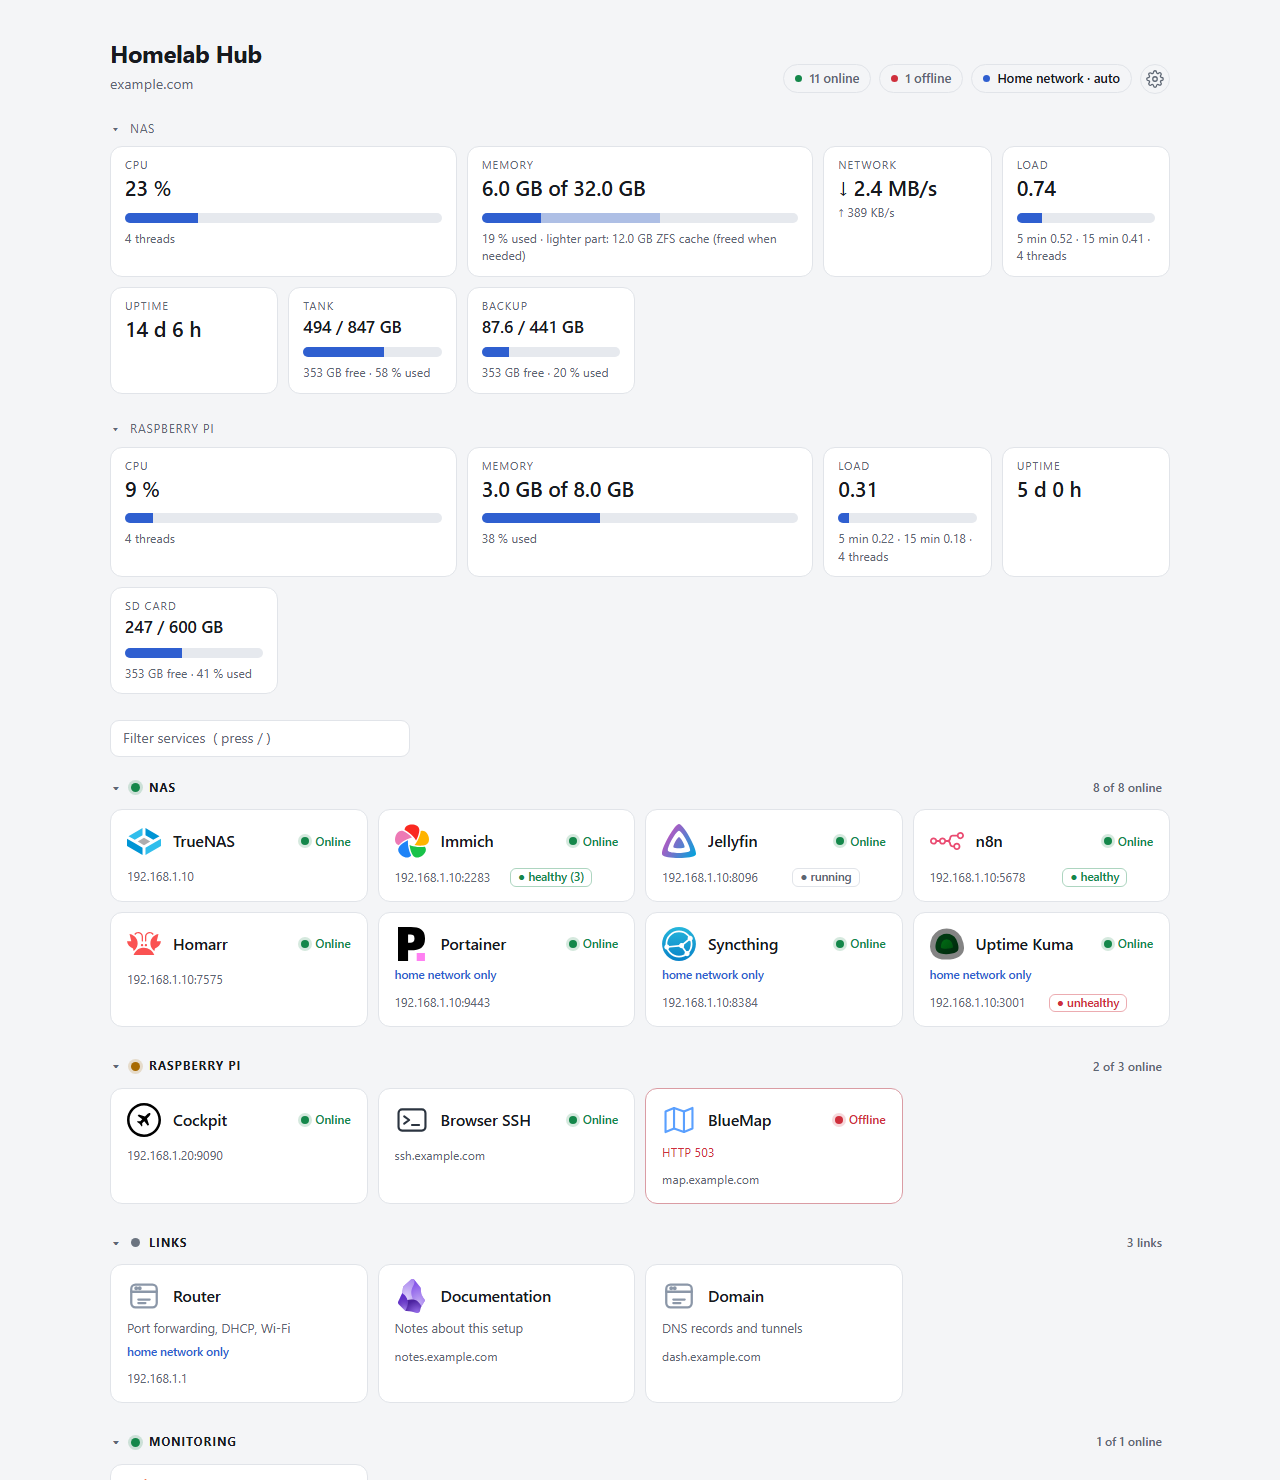 Homelab Hub
example.com
11 online
1 offline
Home network · auto
NAS
CPU
23 %
4 threads
MEMORY
6.0 GB of 32.0 GB
19 % used · lighter part: 12.0 GB ZFS cache (freed when
needed)
NETWORK
↓ 2.4 MB/s
↑ 389 KB/s
LOAD
0.74
5 min 0.52 · 15 min 0.41 ·
4 threads
UPTIME
14 d 6 h
TANK
494 / 847 GB
353 GB free · 58 % used
BACKUP
87.6 / 441 GB
353 GB free · 20 % used
RASPBERRY PI
CPU
9 %
4 threads
MEMORY
3.0 GB of 8.0 GB
38 % used
LOAD
0.31
5 min 0.22 · 15 min 0.18 ·
4 threads
UPTIME
5 d 0 h
SD CARD
247 / 600 GB
353 GB free · 41 % used
Filter services ( press / )
NAS
8 of 8 online
TrueNAS
Online
192.168.1.10
Immich
Online
192.168.1.10:2283
healthy (3)
Jellyfin
Online
192.168.1.10:8096
running
n8n
Online
192.168.1.10:5678
healthy
Homarr
Online
192.168.1.10:7575
Portainer
Online
home network only
192.168.1.10:9443
Syncthing
Online
home network only
192.168.1.10:8384
Uptime Kuma
Online
home network only
192.168.1.10:3001
unhealthy
RASPBERRY PI
2 of 3 online
Cockpit
Online
192.168.1.20:9090
Browser SSH
Online
ssh.example.com
BlueMap
Offline
HTTP 503
map.example.com
LINKS
3 links
Router
Port forwarding, DHCP, Wi-Fi
home network only
192.168.1.1
Documentation
Notes about this setup
notes.example.com
Domain
DNS records and tunnels
dash.example.com
MONITORING
1 of 1 online